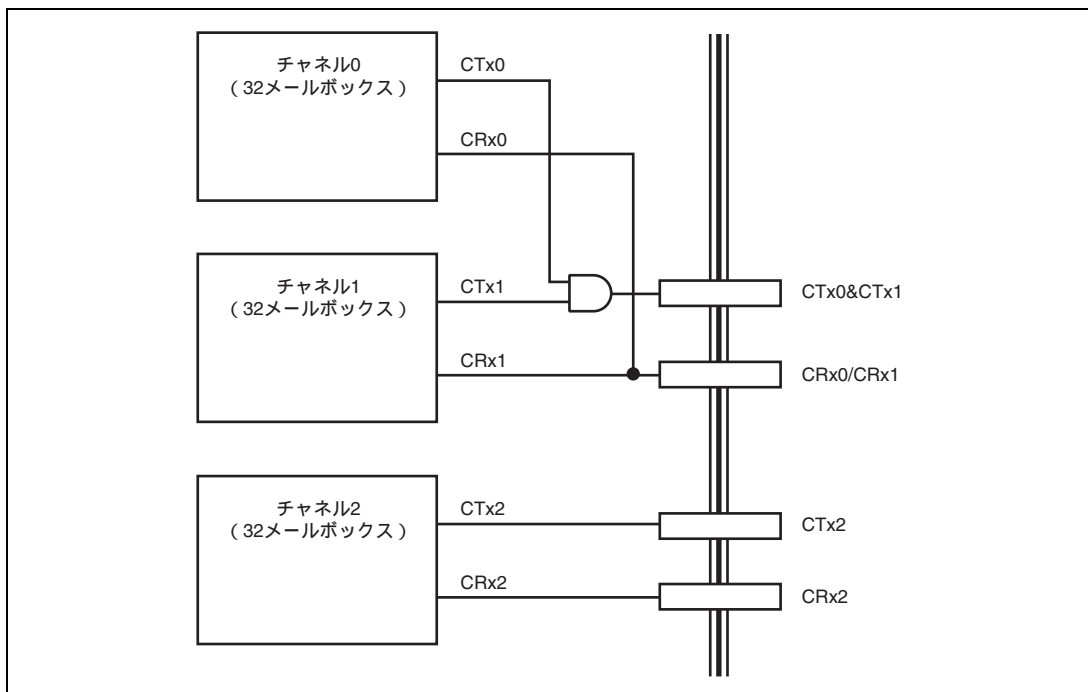 チャネル0
（32メールボックス）
CTx0
CRx0
チャネル1
（32メールボックス）
CTx1
CRx1
CTx0&CTx1
CRx0/CRx1
チャネル2
（32メールボックス）
CTx2
CRx2
CTx2
CRx2